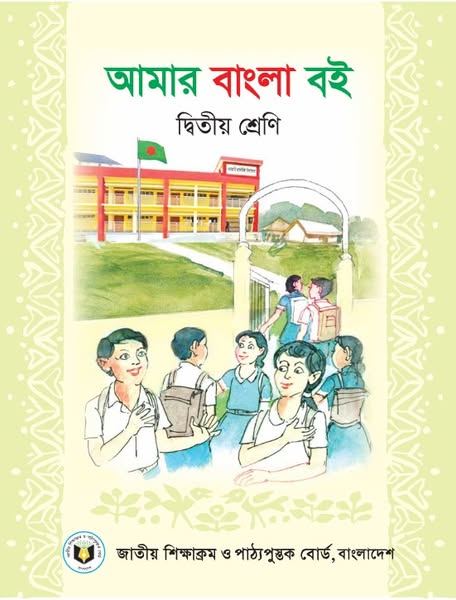 আমার বাংলা বই
দ্বিতীয় শ্রেণি
জাতীয় শিক্ষাক্রম ও পাঠ্যপুস্তক বোর্ড, বাংলাদেশ